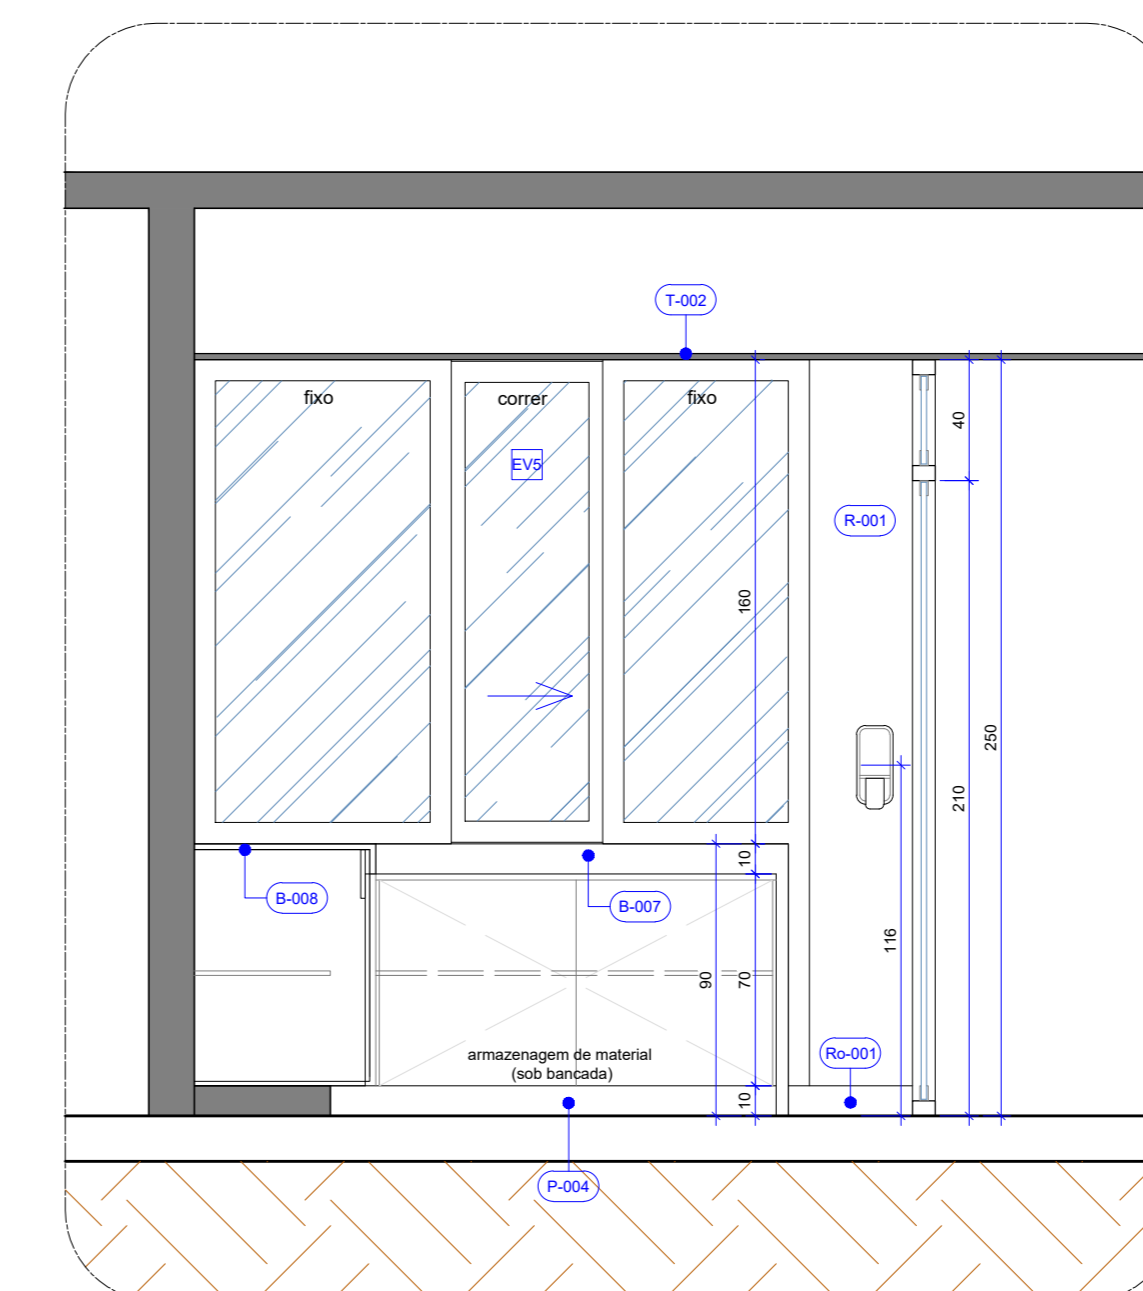 T-002
fixo
correr
fixo
EV5
40
R-001
160
250
210
10
B-008
B-007
116
90
70
armazenagem de material
(sob bancada)
Ro-001
10
P-004